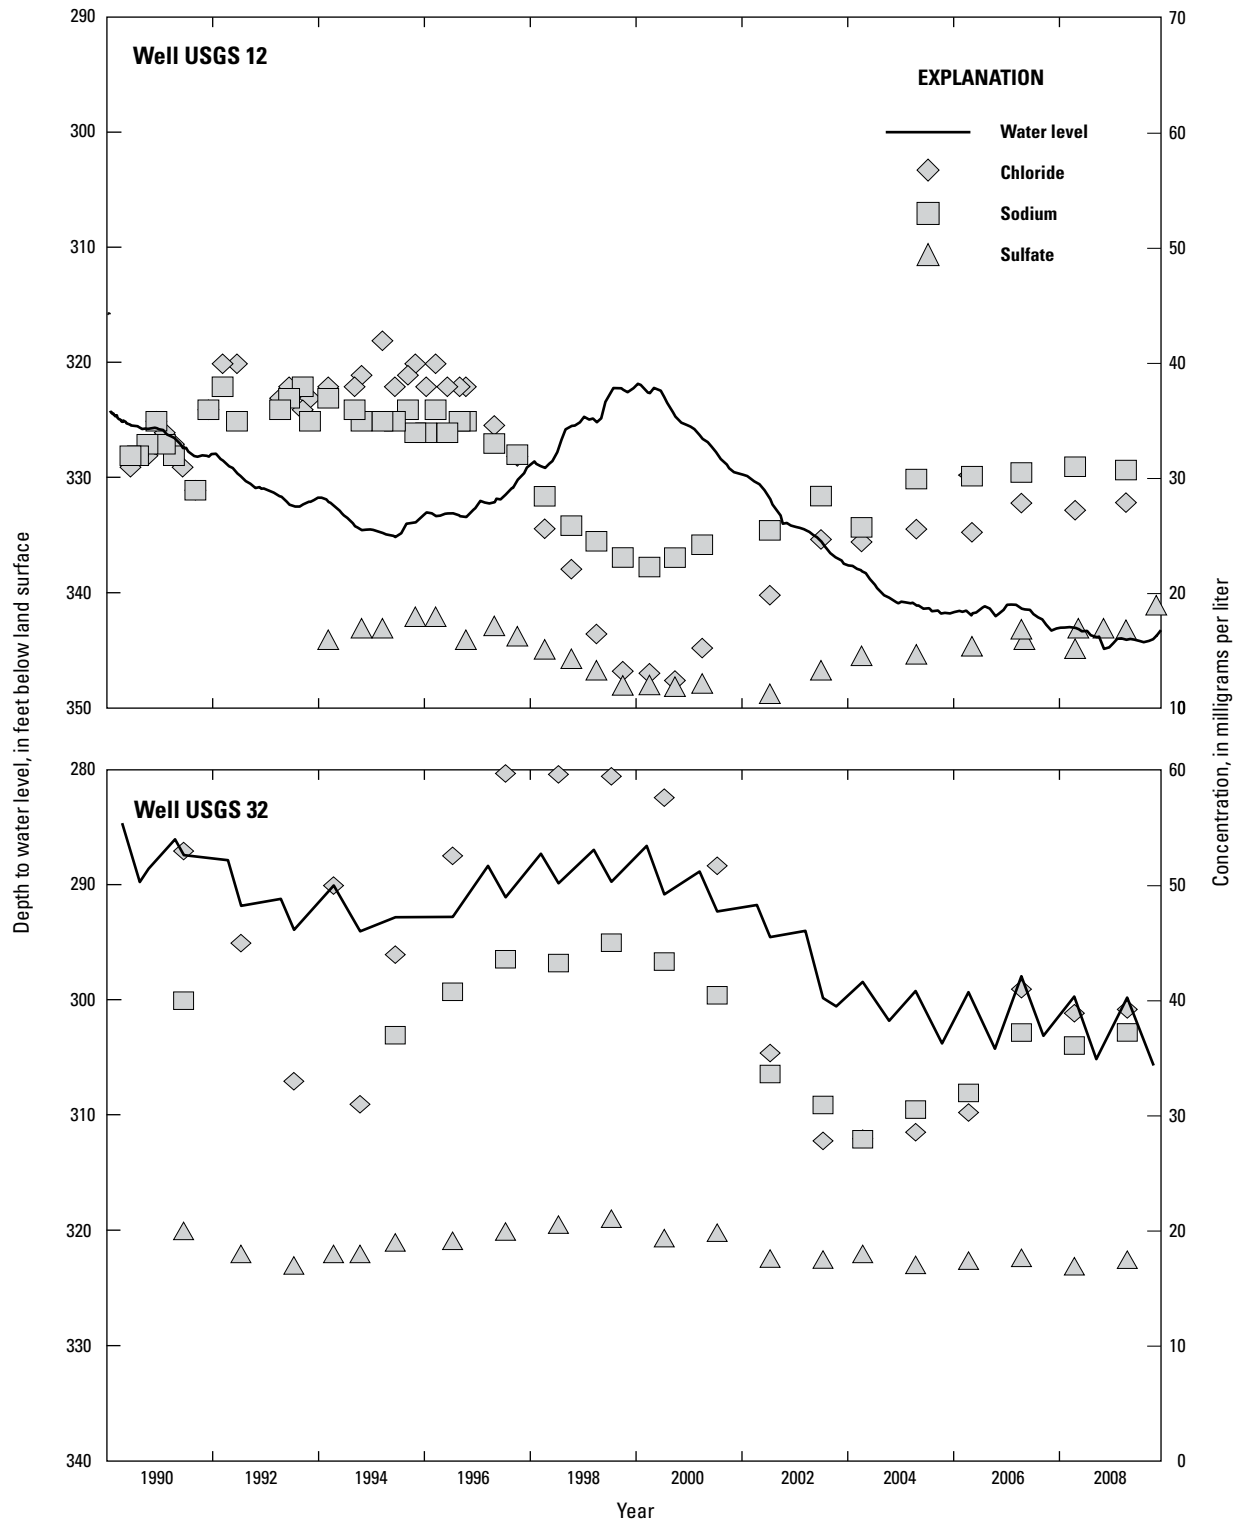 Well USGS 12
EXPLANATION
Water level
Chloride
Sodium
Sulfate
290
300
310
320
330
340
350
70
60
50
40
30
20
10
Well USGS 32
280
290
300
310
320
330
340
60
50
40
30
20
10
0
1990 1992 1994 1996 1998 2000 2002 2004 2006 2008
Year
Depth to water level, in feet below land surface
Concentration, in milligrams per liter